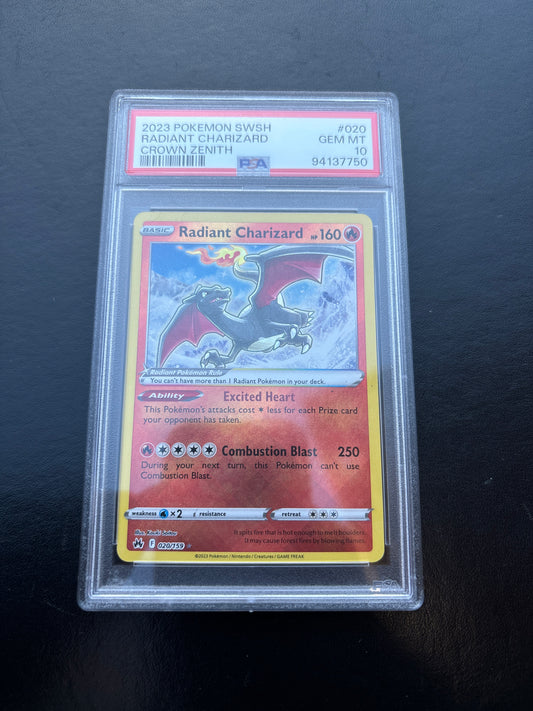 2023 POKEMON SWSH #020
RADIANT CHARIZARD GEM MT
CROWN ZENITH 10
PSA 94137750
BASIC Radiant Charizard HP 160
Radiant Pokémon Rule
You can't have more than 1 Radiant Pokémon in your deck.
Ability Excited Heart
This Pokémon's attacks cost less for each Prize card
your opponent has taken.
Combustion Blast 250
During your next turn, this Pokémon can't use
Combustion Blast.
weakness ×2 resistance retreat
Illus. Kouki Saitou
It spits fire that is hot enough to melt boulders.
It may cause forest fires by blowing flames.
F 020/159
©2023 Pokémon / Nintendo / Creatures / GAME FREAK